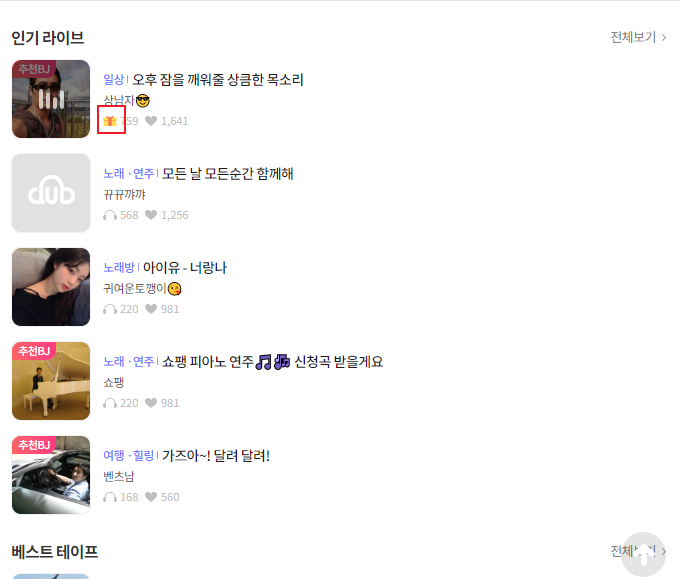 인기 라이브
전체보기 >
추천BJ
일상 | 오후 잠을 깨워줄 상큼한 목소리
상남자😎
759 1,641
dub
노래 · 연주 | 모든 날 모든순간 함께해
뀨뀨꺄꺄
568 1,256
노래방 | 아이유 - 너랑나
귀여운토깽이😘
220 981
추천BJ
노래 · 연주 | 쇼팽 피아노 연주🎵🎶 신청곡 받을게요
쇼팽
220 981
추천BJ
여행 · 힐링 | 가즈아~! 달려 달려!
벤츠남
168 560
베스트 테이프
전체보기 >